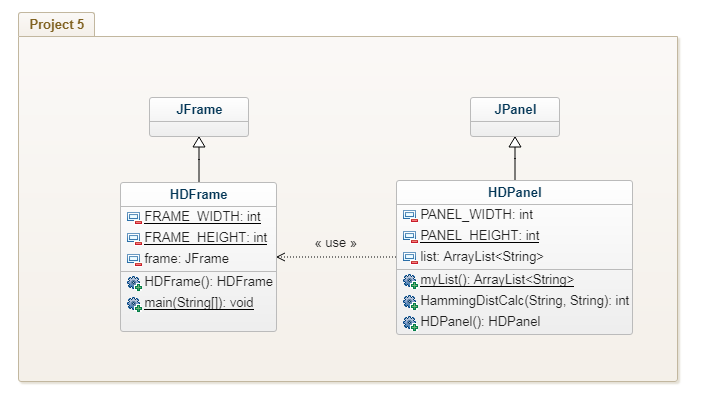 Project 5
JFrame
JPanel
HDFrame
FRAME_WIDTH: int
FRAME_HEIGHT: int
frame: JFrame
HDFrame(): HDFrame
main(String[]): void
« use »
HDPanel
PANEL_WIDTH: int
PANEL_HEIGHT: int
list: ArrayList<String>
myList(): ArrayList<String>
HammingDistCalc(String, String): int
HDPanel(): HDPanel